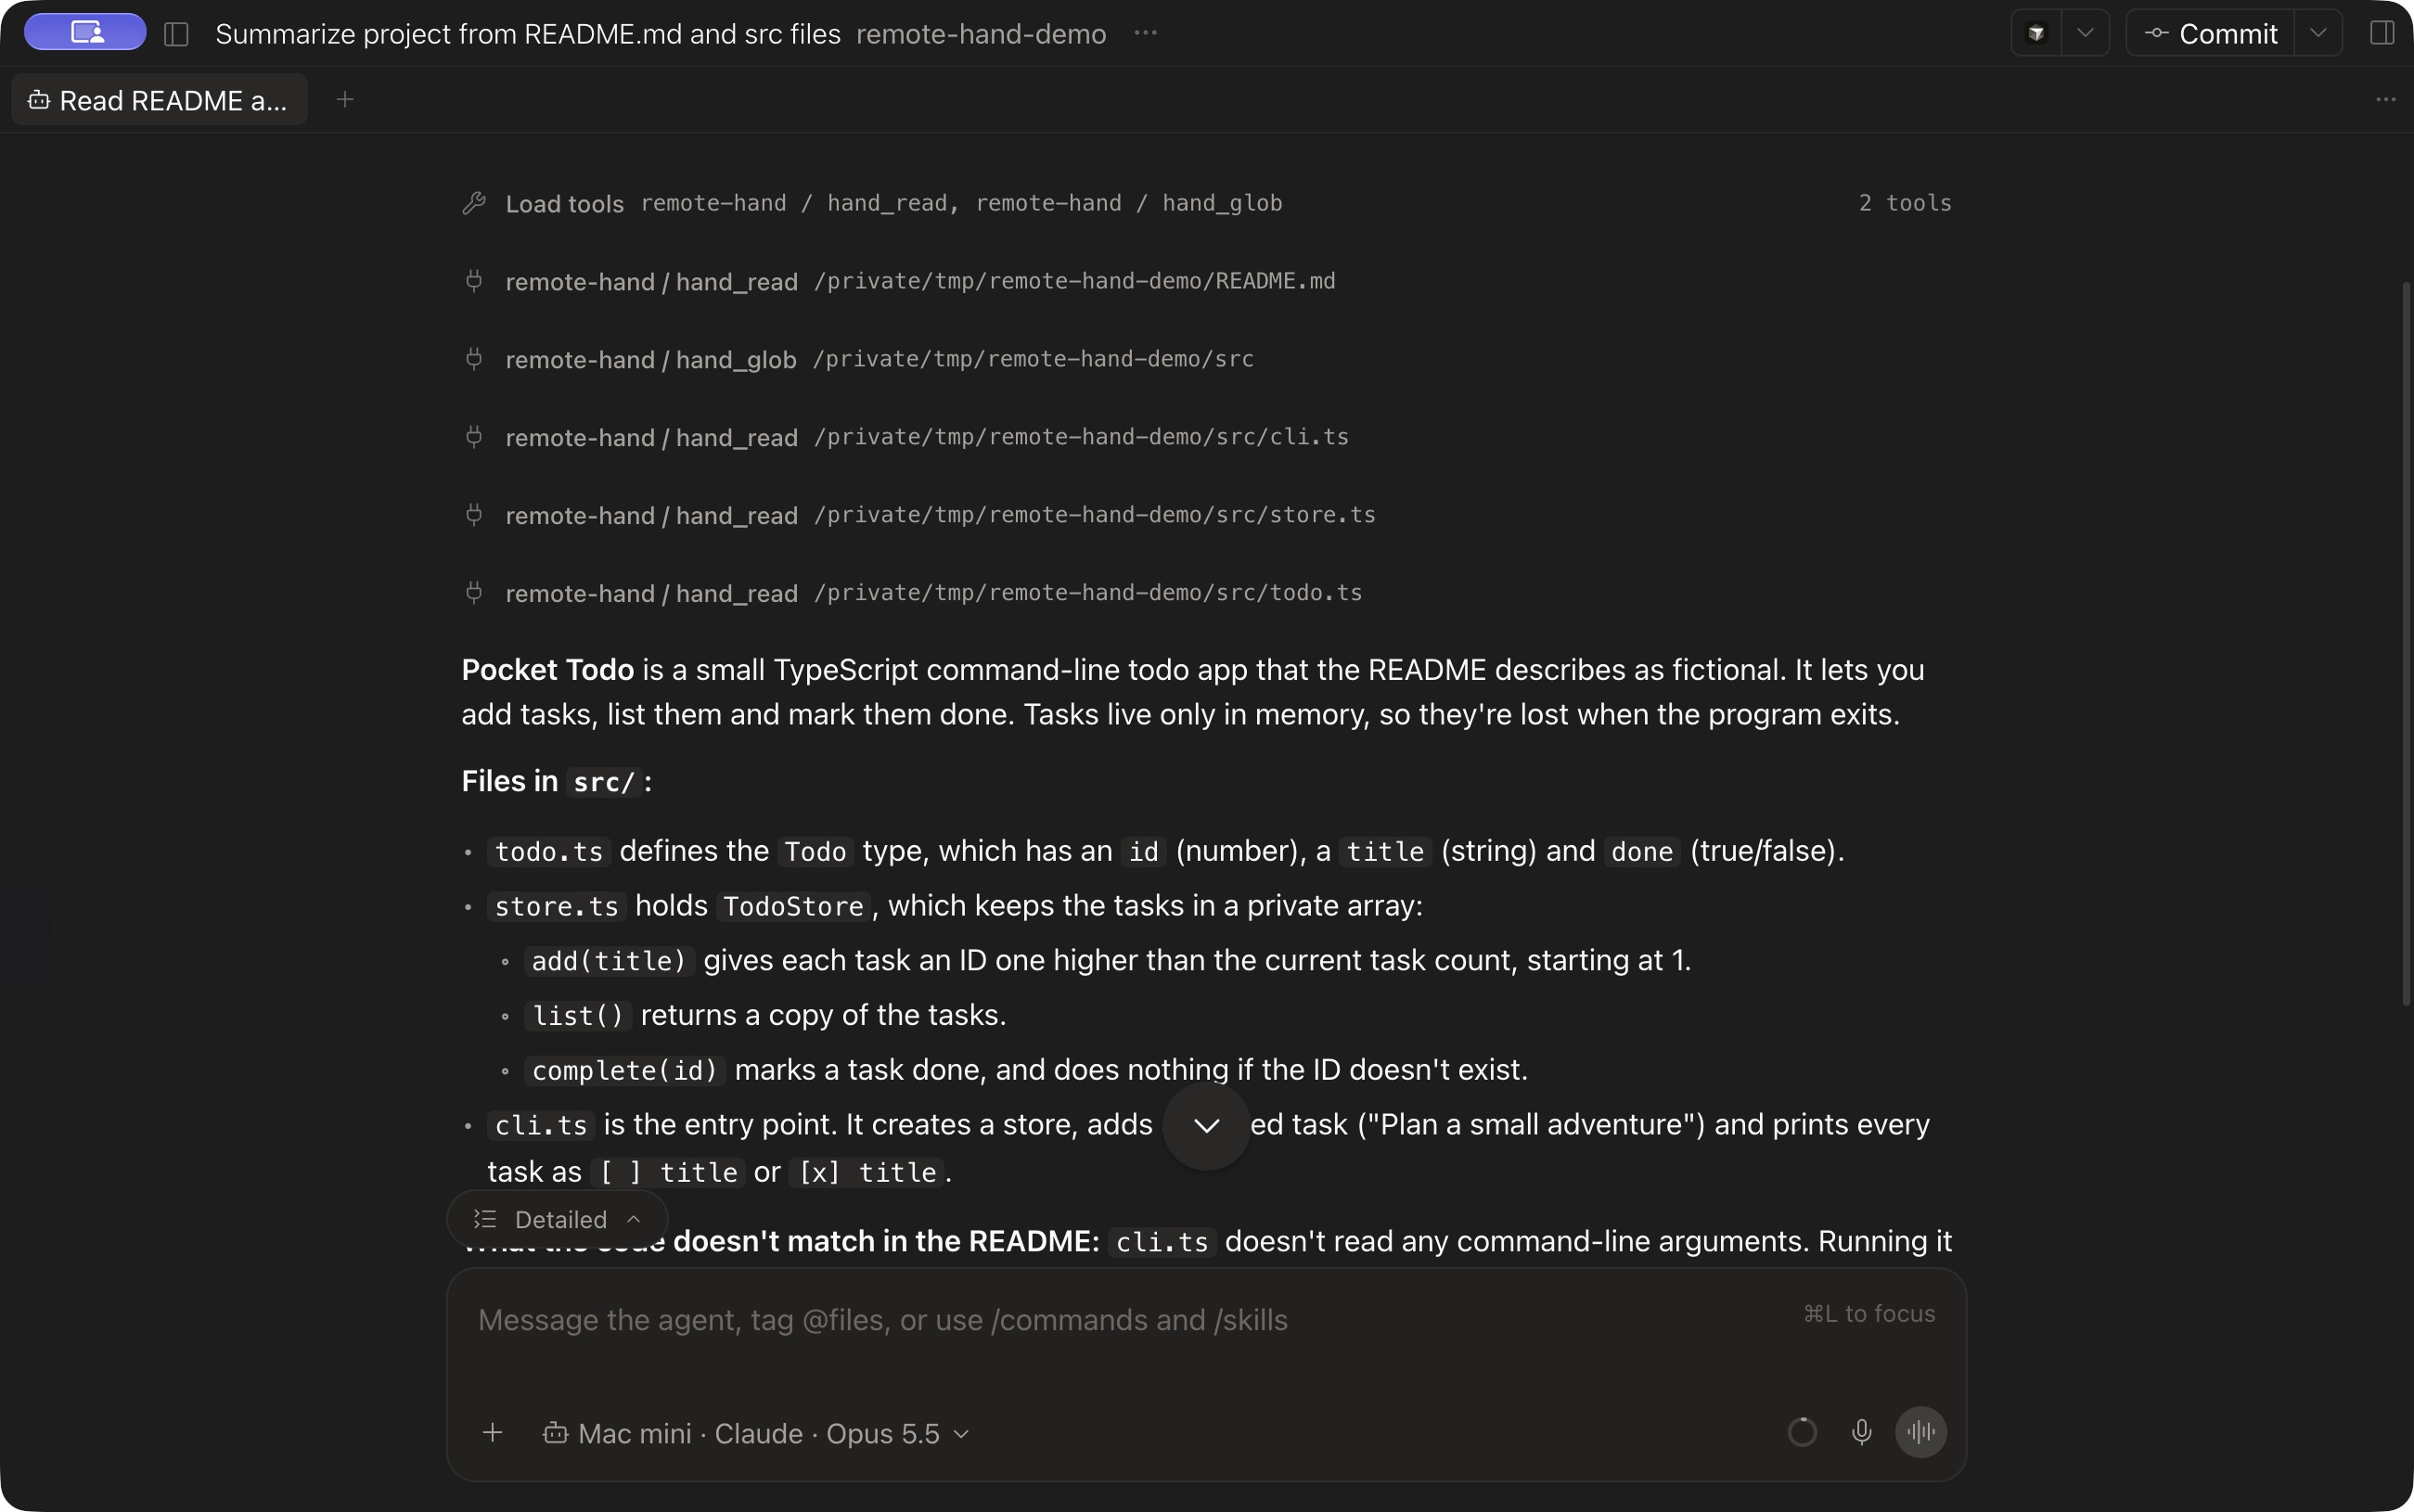 Summarize project from README.md and src files remote-hand-demo ...
Commit
Read README a...
Load tools remote-hand / hand_read, remote-hand / hand_glob 2 tools
remote-hand / hand_read /private/tmp/remote-hand-demo/README.md
remote-hand / hand_glob /private/tmp/remote-hand-demo/src
remote-hand / hand_read /private/tmp/remote-hand-demo/src/cli.ts
remote-hand / hand_read /private/tmp/remote-hand-demo/src/store.ts
remote-hand / hand_read /private/tmp/remote-hand-demo/src/todo.ts
Pocket Todo is a small TypeScript command-line todo app that the README describes as fictional. It lets you
add tasks, list them and mark them done. Tasks live only in memory, so they're lost when the program exits.
Files in src/:
• todo.ts defines the Todo type, which has an id (number), a title (string) and done (true/false).
• store.ts holds TodoStore, which keeps the tasks in a private array:
◦ add(title) gives each task an ID one higher than the current task count, starting at 1.
◦ list() returns a copy of the tasks.
◦ complete(id) marks a task done, and does nothing if the ID doesn't exist.
• cli.ts is the entry point. It creates a store, adds ed task ("Plan a small adventure") and prints every
task as [ ] title or [x] title.
Detailed
doesn't match in the README: cli.ts doesn't read any command-line arguments. Running it
Message the agent, tag @files, or use /commands and /skills
⌘L to focus
Mac mini · Claude · Opus 5.5